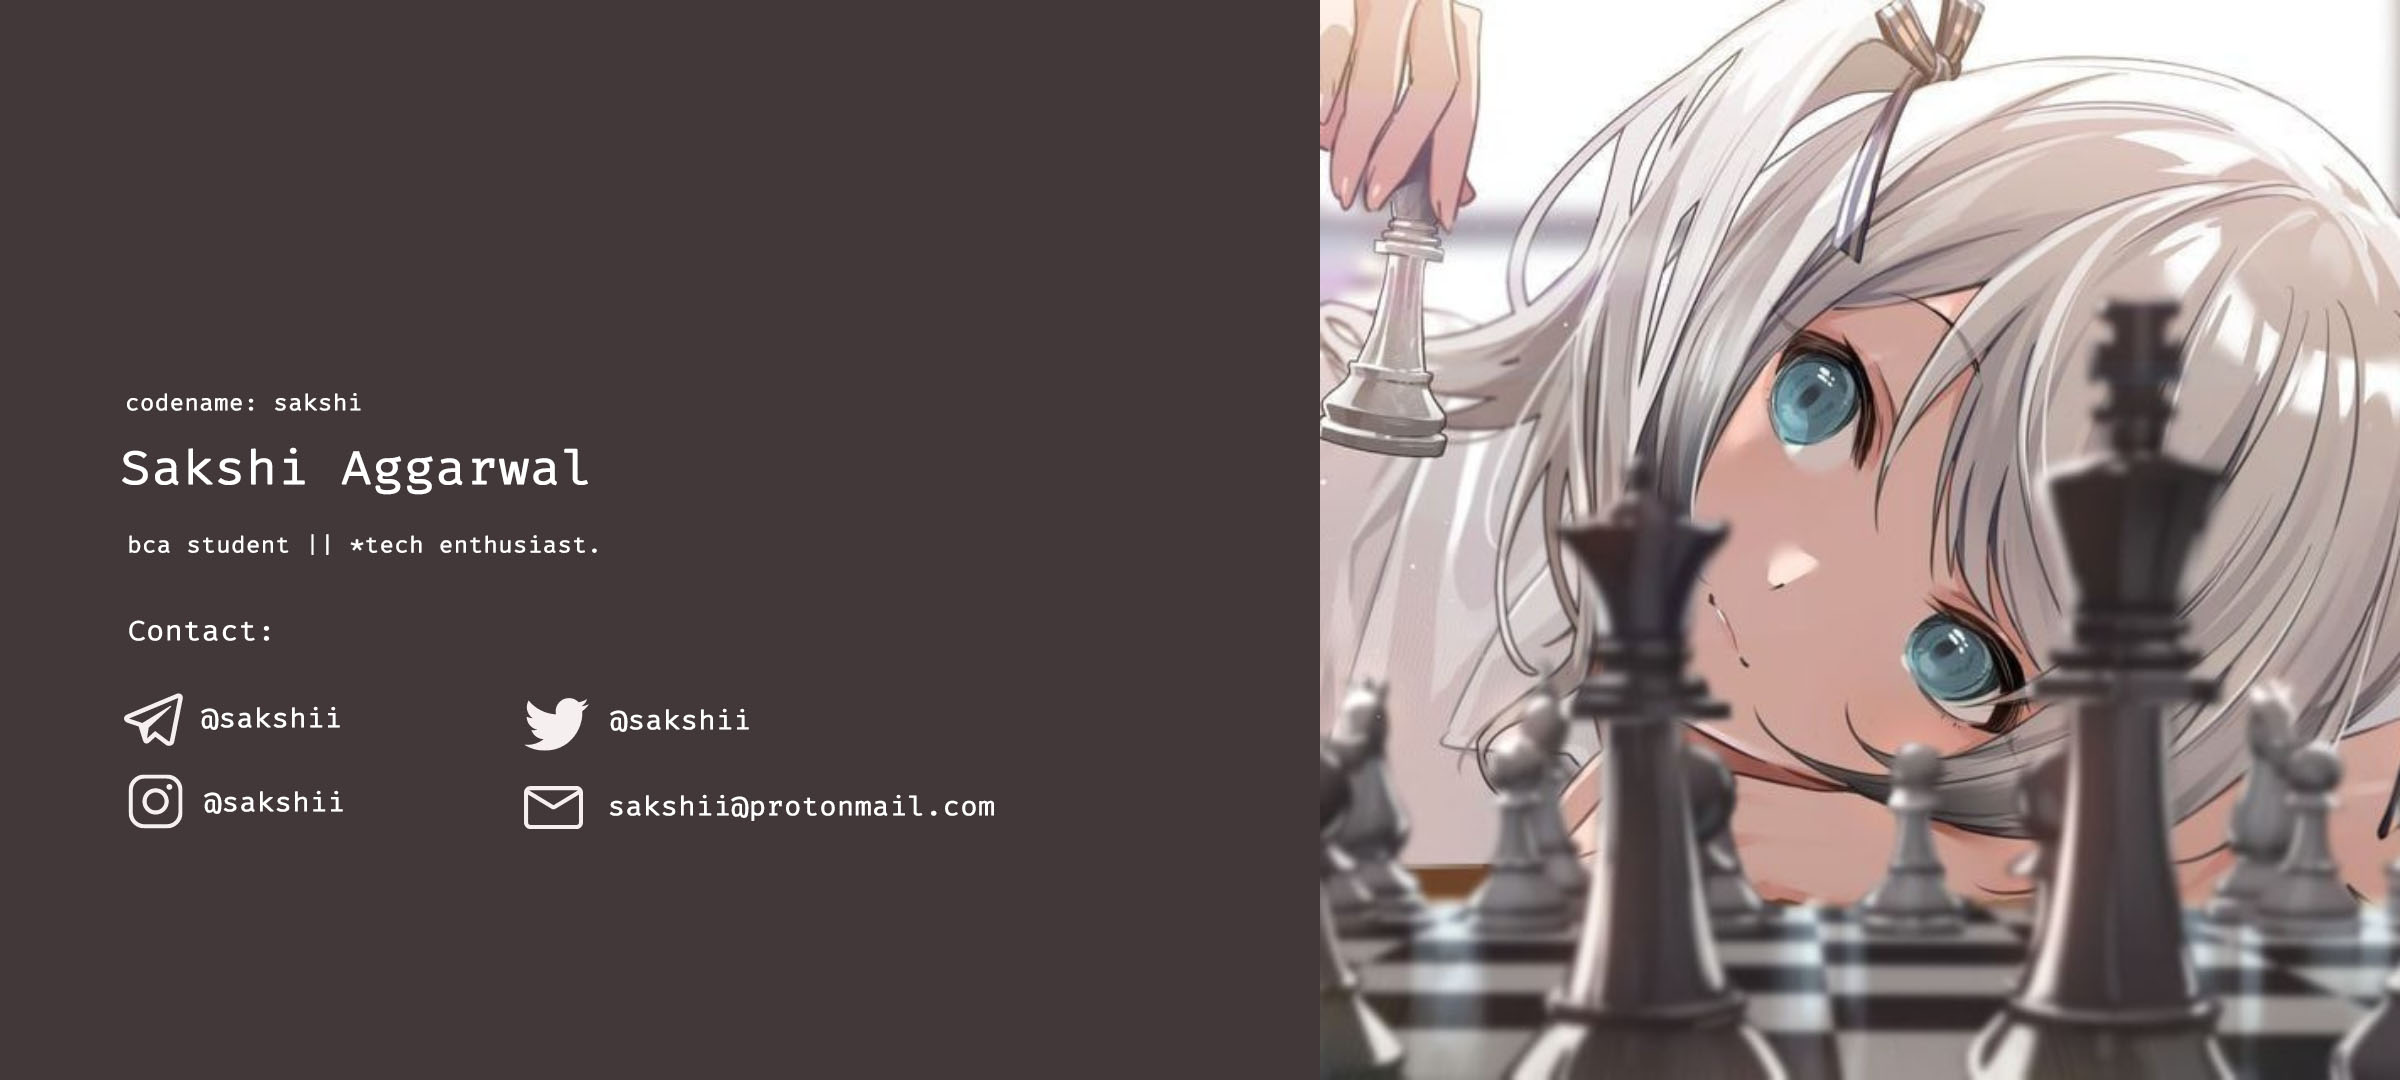 codename: sakshi
Sakshi Aggarwal
bca student || *tech enthusiast.
Contact:
@sakshii
@sakshii
@sakshii
sakshii@protonmail.com